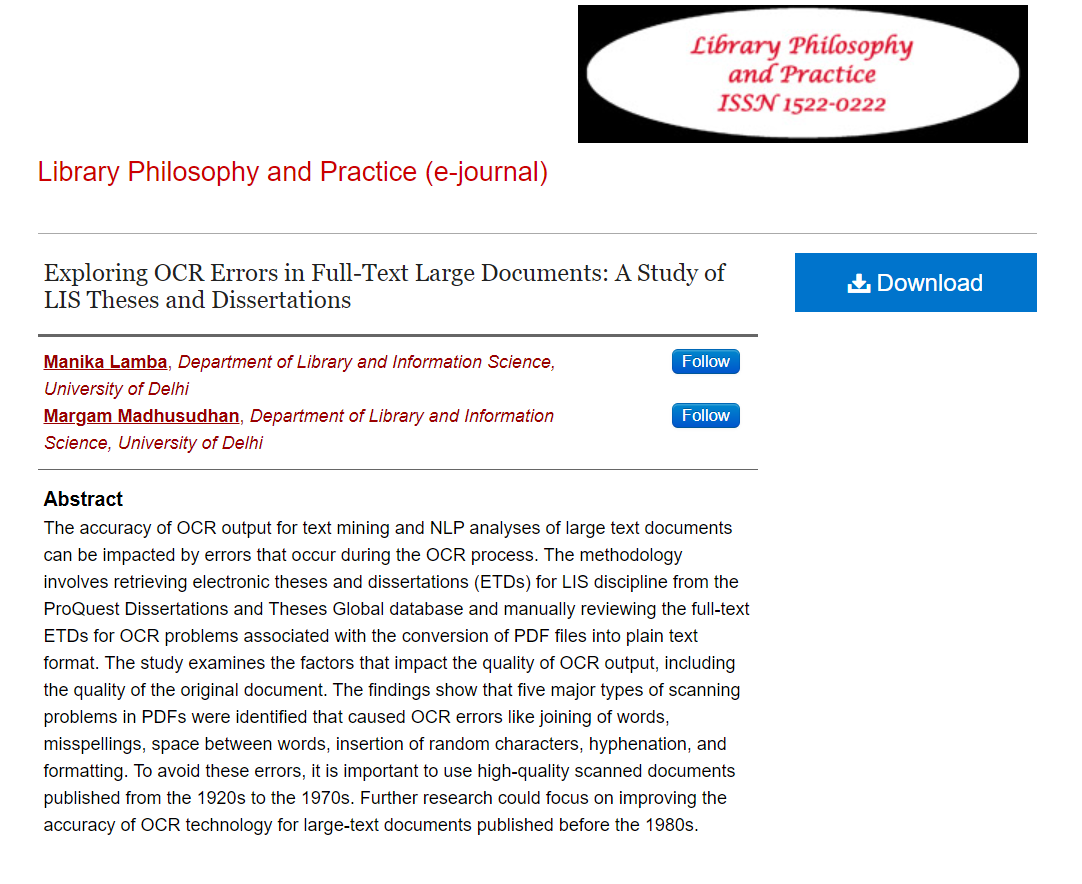 Library Philosophy
and Practice
ISSN 1522-0222
Library Philosophy and Practice (e-journal)
Exploring OCR Errors in Full-Text Large Documents: A Study of
LIS Theses and Dissertations
Download
Manika Lamba, Department of Library and Information Science,
University of Delhi
Follow
Margam Madhusudhan, Department of Library and Information
Science, University of Delhi
Follow
Abstract
The accuracy of OCR output for text mining and NLP analyses of large text documents
can be impacted by errors that occur during the OCR process. The methodology
involves retrieving electronic theses and dissertations (ETDs) for LIS discipline from the
ProQuest Dissertations and Theses Global database and manually reviewing the full-text
ETDs for OCR problems associated with the conversion of PDF files into plain text
format. The study examines the factors that impact the quality of OCR output, including
the quality of the original document. The findings show that five major types of scanning
problems in PDFs were identified that caused OCR errors like joining of words,
misspellings, space between words, insertion of random characters, hyphenation, and
formatting. To avoid these errors, it is important to use high-quality scanned documents
published from the 1920s to the 1970s. Further research could focus on improving the
accuracy of OCR technology for large-text documents published before the 1980s.